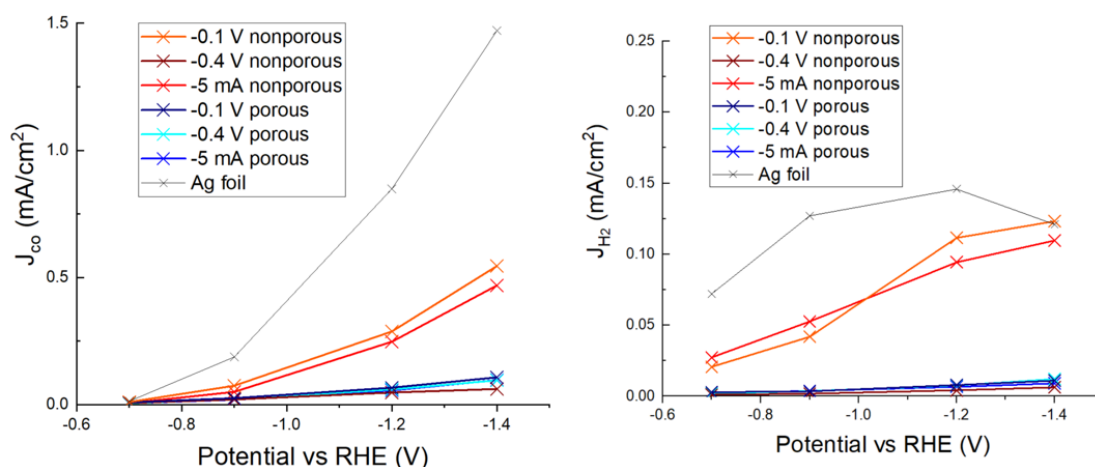 1.5
1.0
0.5
0.0
J_co (mA/cm²)
-0.1 V nonporous
-0.4 V nonporous
-5 mA nonporous
-0.1 V porous
-0.4 V porous
-5 mA porous
Ag foil
-0.6 -0.8 -1.0 -1.2 -1.4
Potential vs RHE (V)
0.25
0.20
0.15
0.10
0.05
0.00
J_H2 (mA/cm²)
-0.1 V nonporous
-0.4 V nonporous
-5 mA nonporous
-0.1 V porous
-0.4 V porous
-5 mA porous
Ag foil
-0.6 -0.8 -1.0 -1.2 -1.4
Potential vs RHE (V)